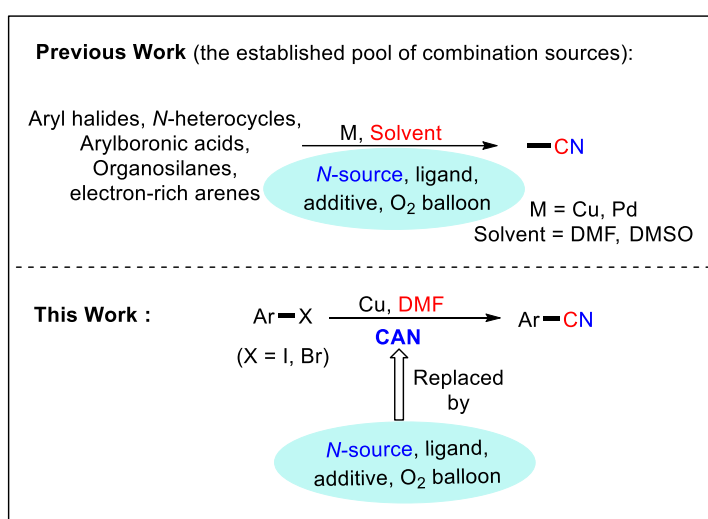 Previous Work (the established pool of combination sources):
Aryl halides, N-heterocycles,
Arylboronic acids,
Organosilanes,
electron-rich arenes
M, Solvent
N-source, ligand,
additive, O₂ balloon
CN
M = Cu, Pd
Solvent = DMF, DMSO
This Work :
Ar X
(X = I, Br)
Cu, DMF
CAN
Ar CN
Replaced
by
N-source, ligand,
additive, O₂ balloon